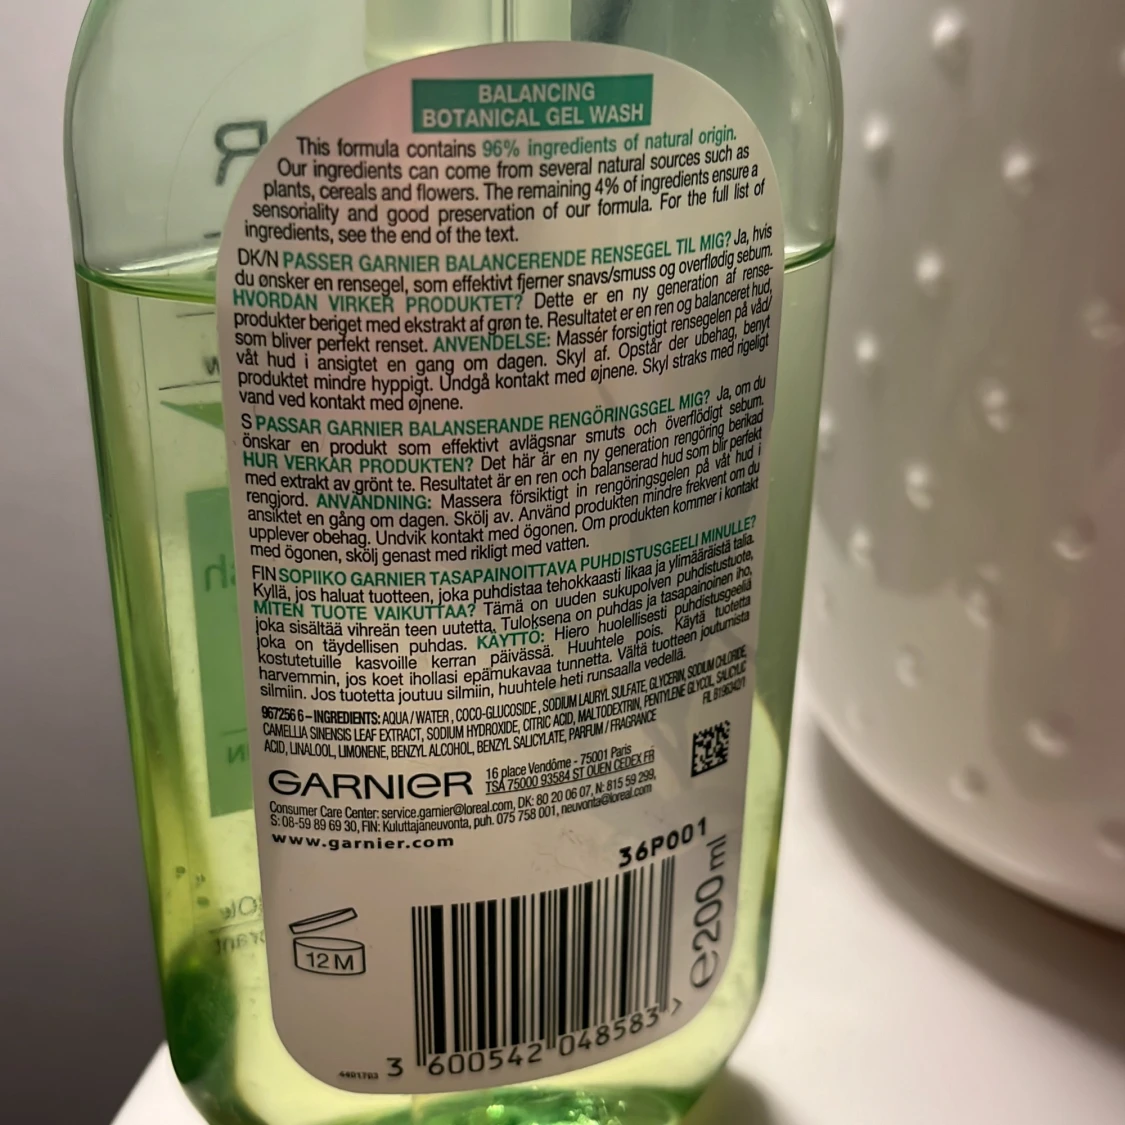 BALANCING
BOTANICAL GEL WASH
This formula contains 96% ingredients of natural origin.
Our ingredients can come from several natural sources such as
plants, cereals and flowers. The remaining 4% of ingredients ensure a
sensoriality and good preservation of our formula. For the full list of
ingredients, see the end of the text.
DK/N PASSER GARNIER BALANCERENDE RENSEGEL TIL MIG? Ja, hvis
du ønsker en rensegel, som effektivt fjerner snavs/smuss og overflødig sebum.
HVORDAN VIRKER PRODUKTET? Dette er en ny generation af rense-
produkter beriget med ekstrakt af grøn te. Resultatet er en ren og balanceret hud,
som bliver perfekt renset. ANVENDELSE: Massér forsigtigt rensegelen på våd/
våt hud i ansigtet en gang om dagen. Skyl af. Opstår der ubehag, benyt
produktet mindre hyppigt. Undgå kontakt med øjnene. Skyl straks med rigeligt
vand ved kontakt med øjnene.
S PASSAR GARNIER BALANSERANDE RENGÖRINGSGEL MIG? Ja, om du
önskar en produkt som effektivt avlägsnar smuts och överflödigt sebum.
HUR VERKAR PRODUKTEN? Det här är en ny generation rengöring berikad
med extrakt av grönt te. Resultatet är en ren och balanserad hud som blir perfekt
rengjord. ANVÄNDNING: Massera försiktigt in rengöringsgelen på våt hud i
ansiktet en gång om dagen. Skölj av. Använd produkten mindre frekvent om du
upplever obehag. Undvik kontakt med ögonen. Om produkten kommer i kontakt
med ögonen, skölj genast med rikligt med vatten.
FIN SOPIIKO GARNIER TASAPAINOITTAVA PUHDISTUSGEELI MINULLE?
Kyllä, jos haluat tuotteen, joka puhdistaa tehokkaasti likaa ja ylimääräistä talia.
MITEN TUOTE VAIKUTTAA? Tämä on uuden sukupolven puhdistustuote,
joka sisältää vihreän teen uutetta. Tuloksena on puhdas ja tasapainoinen iho,
joka on täydellisen puhdas. KÄYTTÖ: Hiero huolellisesti puhdistusgeeliä
kostutetuille kasvoille kerran päivässä. Huuhtele pois. Käytä tuotetta
harvemmin, jos koet ihollasi epämukavaa tunnetta. Vältä tuotteen joutumista
silmiin. Jos tuotetta joutuu silmiin, huuhtele heti runsaalla vedellä.
967256 6 – INGREDIENTS: AQUA / WATER, COCO-GLUCOSIDE, SODIUM LAURYL SULFATE, GLYCERIN, SODIUM CHLORIDE,
CAMELLIA SINENSIS LEAF EXTRACT, SODIUM HYDROXIDE, CITRIC ACID, MALTODEXTRIN, PENTYLENE GLYCOL, SALICYLIC
ACID, LINALOOL, LIMONENE, BENZYL ALCOHOL, BENZYL SALICYLATE, PARFUM / FRAGRANCE
GARNIER
16 place Vendôme - 75001 Paris
TSA 75000 93584 ST OUEN CEDEX FR
Consumer Care Center: service.garnier@loreal.com, DK: 80 20 06 07, N: 815 59 299,
S: 08-59 89 69 30, FIN: Kuluttajaneuvonta, puh. 075 758 001, neuvonta@loreal.com
www.garnier.com
36P001
e200 ml
12 M
3 600542 048583 >